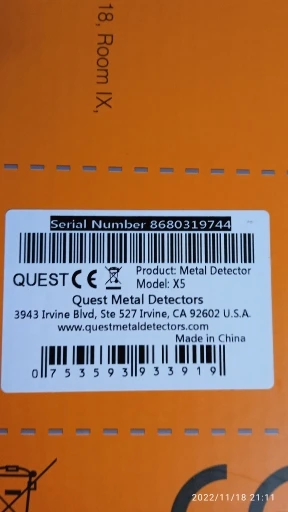 18, Room IX,
Serial Number 8680319744
QUEST CE Product: Metal Detector
Model: X5
Quest Metal Detectors
3943 Irvine Blvd, Ste 527 Irvine, CA 92602 U.S.A.
www.questmetaldetectors.com
Made in China
0 753593 933919
2022/11/18 21:11